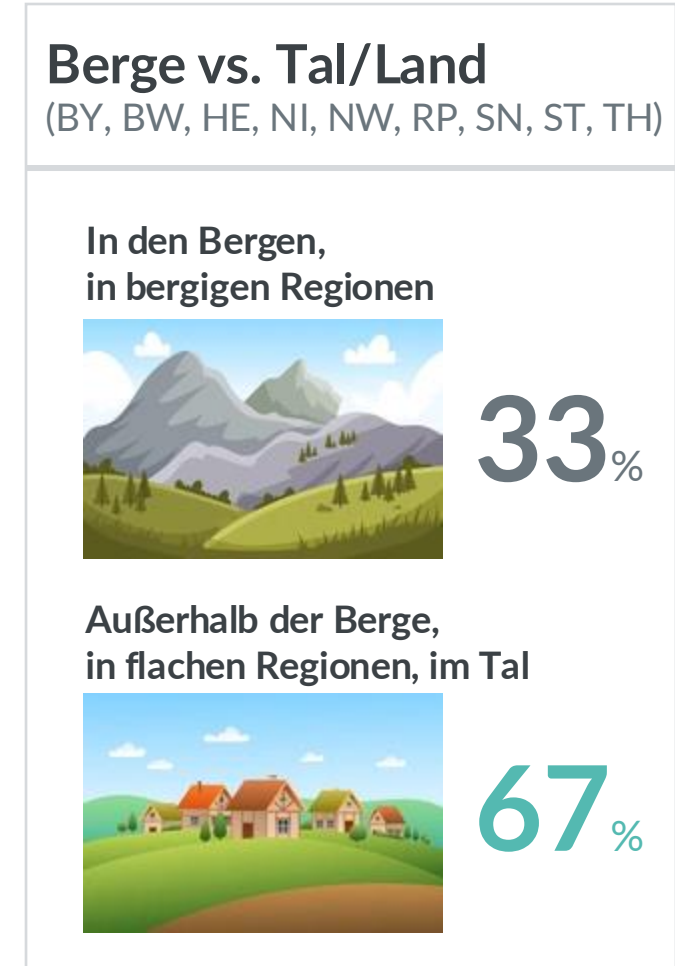 Berge vs. Tal/Land
(BY, BW, HE, NI, NW, RP, SN, ST, TH)
In den Bergen,
in bergigen Regionen
33%
Außerhalb der Berge,
in flachen Regionen, im Tal
67%